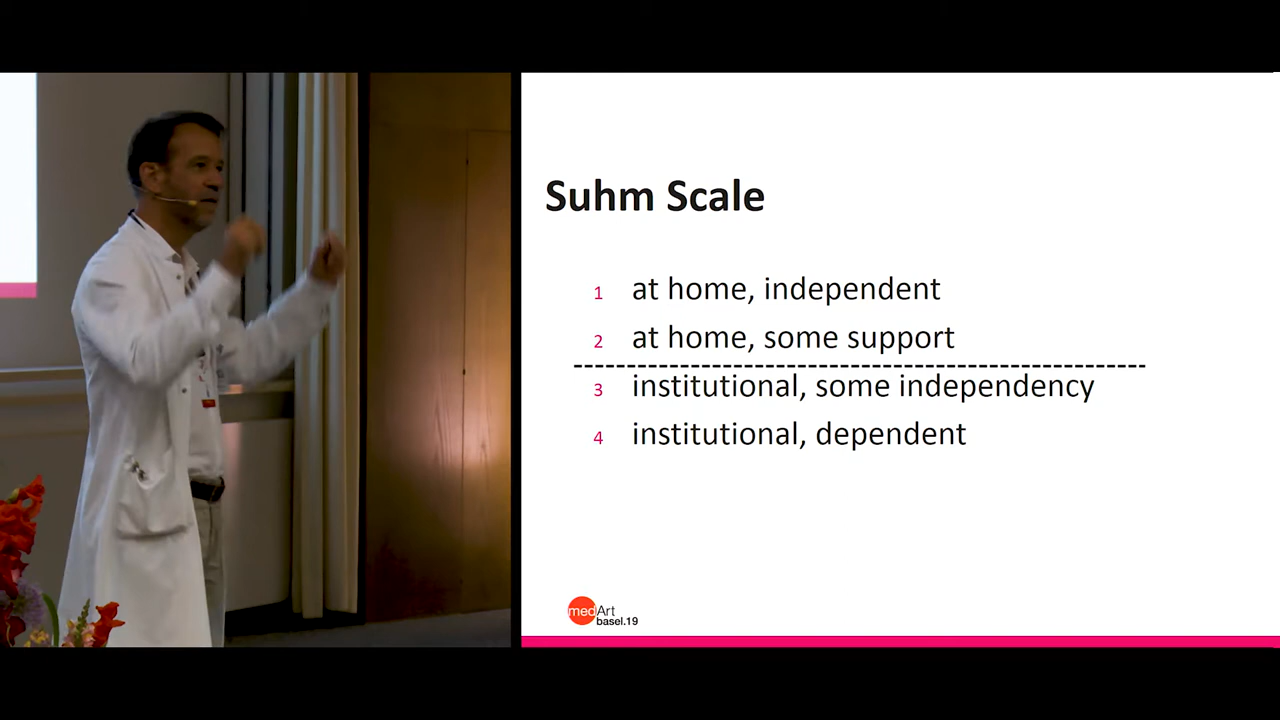 Suhm Scale
1 at home, independent
2 at home, some support
3 institutional, some independency
4 institutional, dependent
medArt
basel.19